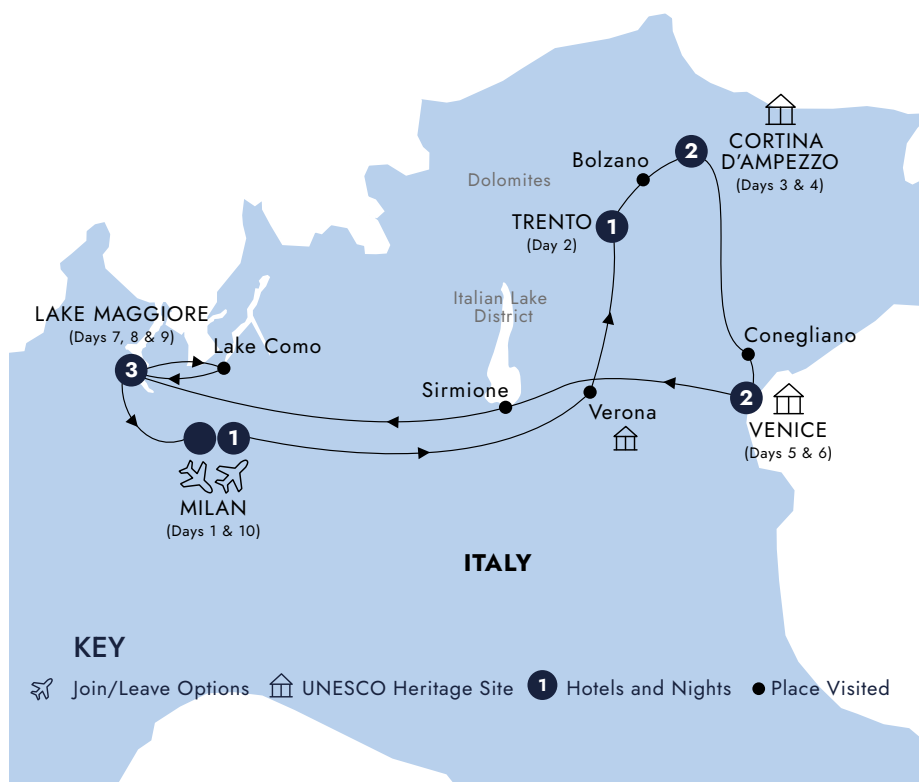 CORTINA
D'AMPEZZO
(Days 3 & 4)
2
Bolzano
Dolomites
TRENTO
(Day 2)
1
Italian Lake
District
LAKE MAGGIORE
(Days 7, 8 & 9)
3
Lake Como
Conegliano
Sirmione
Verona
2
VENICE
(Days 5 & 6)
1
MILAN
(Days 1 & 10)
ITALY
KEY
Join/Leave Options UNESCO Heritage Site 1 Hotels and Nights Place Visited